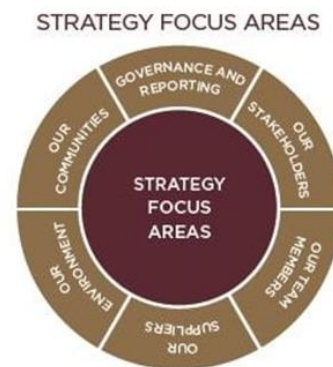 STRATEGY FOCUS AREAS
GOVERNANCE AND
REPORTING
OUR
STAKEHOLDERS
OUR TEAM
MEMBERS
OUR
SUPPLIERS
OUR
ENVIRONMENT
OUR
COMMUNITIES
STRATEGY
FOCUS
AREAS